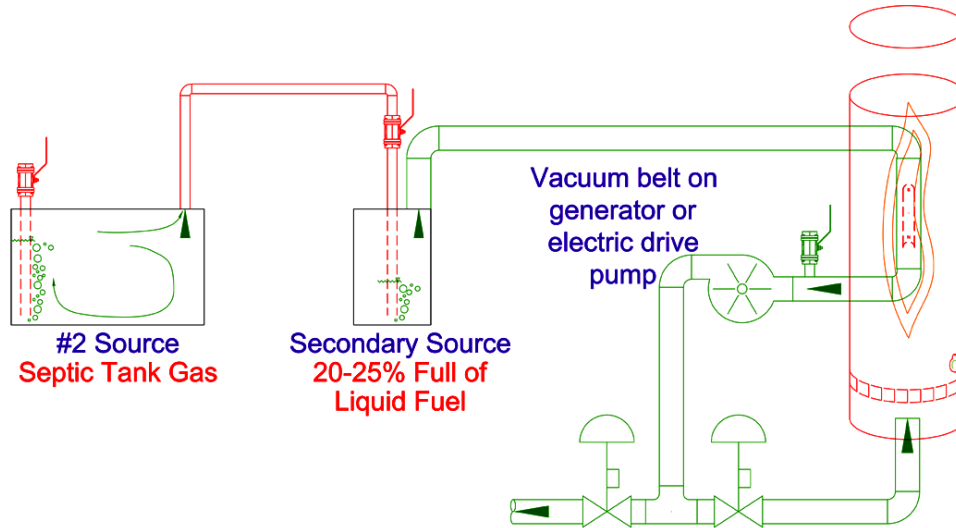 Vacuum belt on
generator or
electric drive
pump
#2 Source
Septic Tank Gas
Secondary Source
20-25% Full of
Liquid Fuel